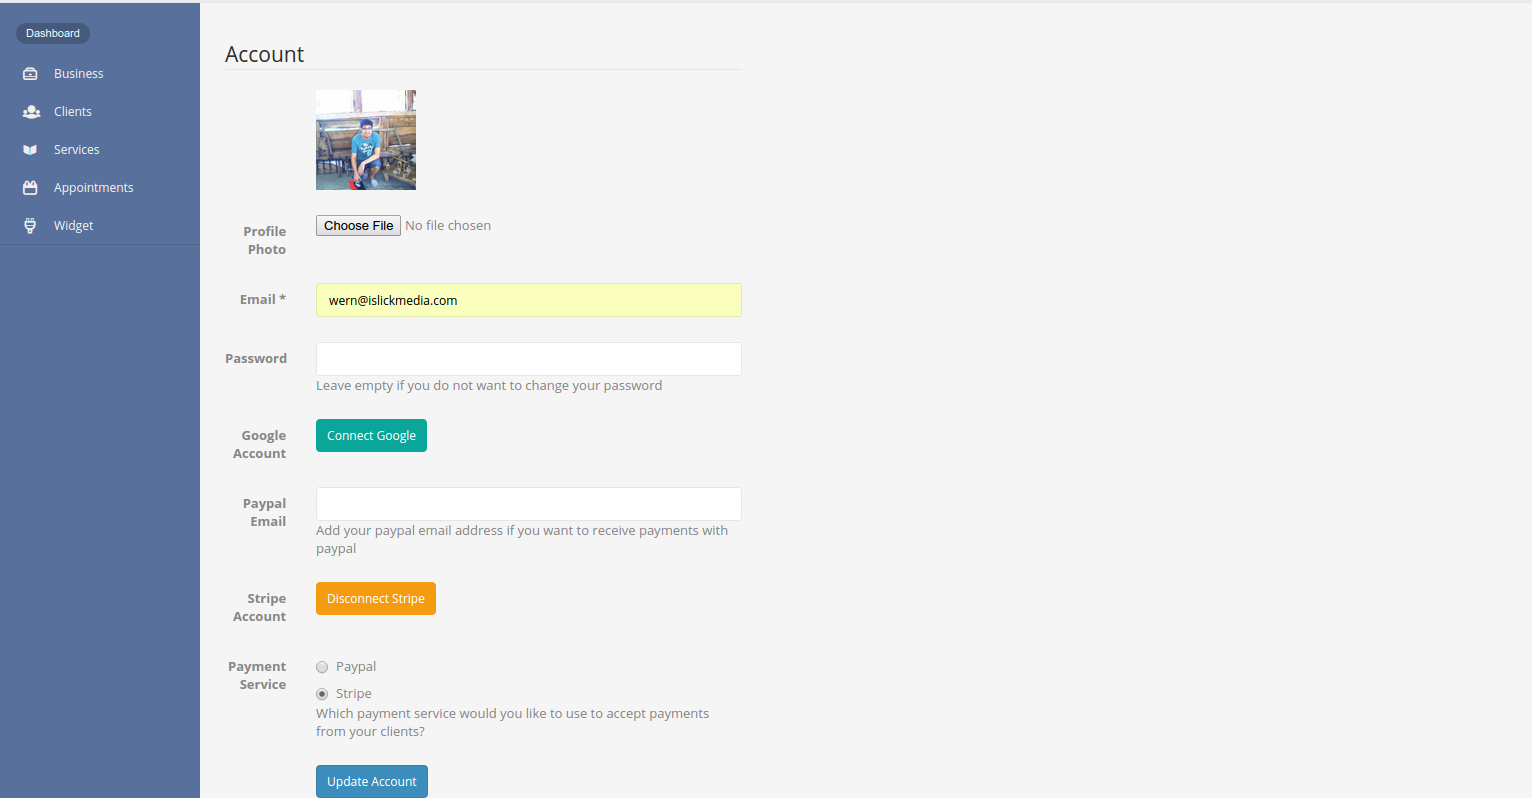 Dashboard
Business
Clients
Services
Appointments
Widget
Account
Profile
Photo
Choose File No file chosen
Email *
wern@islickmedia.com
Password
Leave empty if you do not want to change your password
Google
Account
Connect Google
Paypal
Email
Add your paypal email address if you want to receive payments with
paypal
Stripe
Account
Disconnect Stripe
Payment
Service
Paypal
Stripe
Which payment service would you like to use to accept payments
from your clients?
Update Account